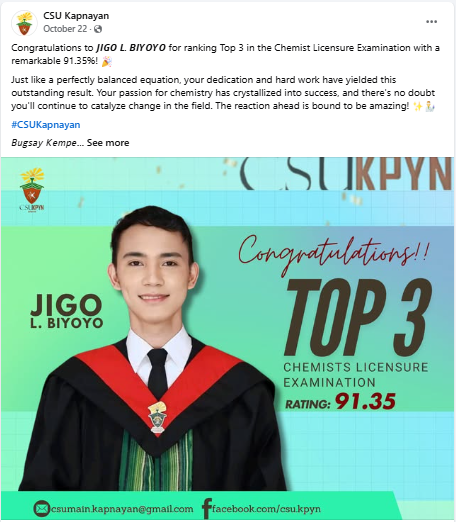 CSU Kapnayan
October 22 ·
Congratulations to JIGO L. BIYOYO for ranking Top 3 in the Chemist Licensure Examination with a
remarkable 91.35%! 🎉
Just like a perfectly balanced equation, your dedication and hard work have yielded this
outstanding result. Your passion for chemistry has crystallized into success, and there's no doubt
you'll continue to catalyze change in the field. The reaction ahead is bound to be amazing! ✨🧑‍🔬
#CSUKapnayan
Bugsay Kempe... See more
CSUKPYN
CSUKPYN
Congratulations!!
JIGO
L. BIYOYO
TOP 3
CHEMISTS LICENSURE
EXAMINATION
RATING: 91.35
csumain.kapnayan@gmail.com
facebook.com/csu.kpyn